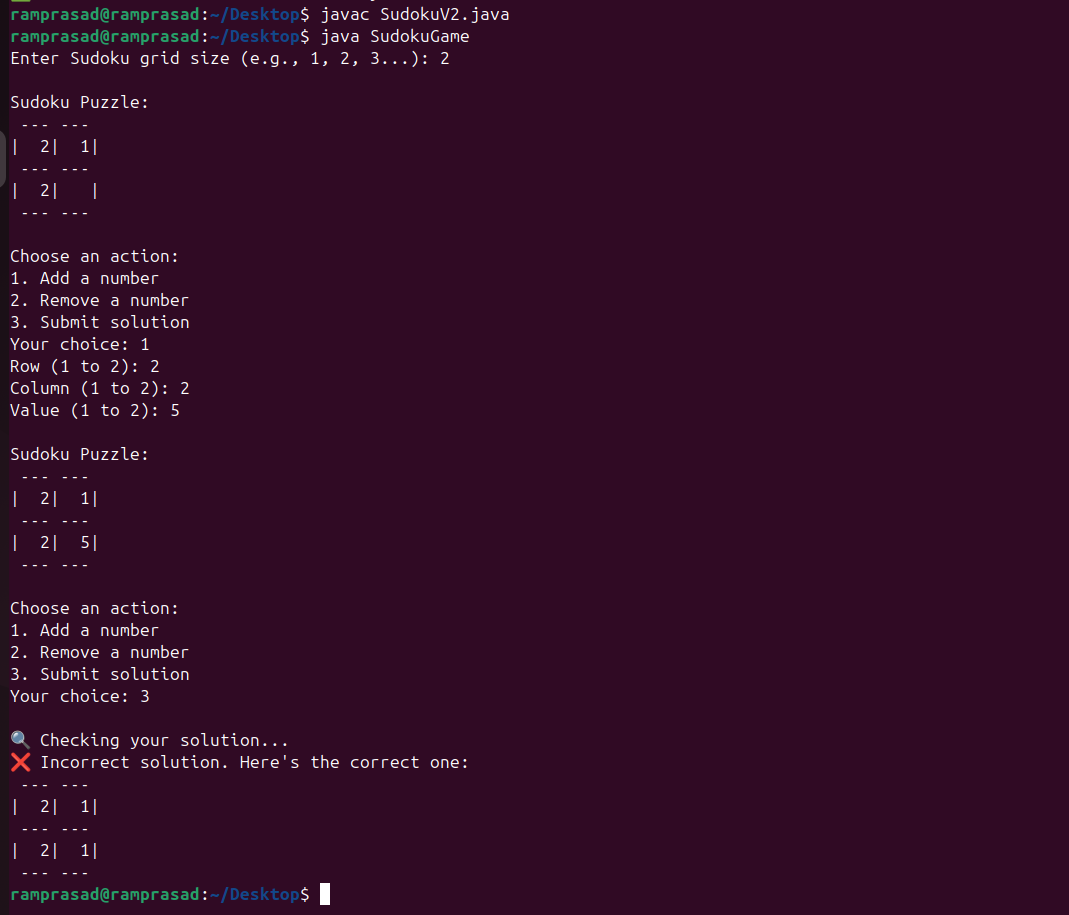 ramprasad@ramprasad:~/Desktop$ javac SudokuV2.java
ramprasad@ramprasad:~/Desktop$ java SudokuGame
Enter Sudoku grid size (e.g., 1, 2, 3...): 2

Sudoku Puzzle:
 --- ---
|  2|  1|
 --- ---
|  2|   |
 --- ---

Choose an action:
1. Add a number
2. Remove a number
3. Submit solution
Your choice: 1
Row (1 to 2): 2
Column (1 to 2): 2
Value (1 to 2): 5

Sudoku Puzzle:
 --- ---
|  2|  1|
 --- ---
|  2|  5|
 --- ---

Choose an action:
1. Add a number
2. Remove a number
3. Submit solution
Your choice: 3

🔍 Checking your solution...
❌ Incorrect solution. Here's the correct one:
 --- ---
|  2|  1|
 --- ---
|  2|  1|
 --- ---
ramprasad@ramprasad:~/Desktop$